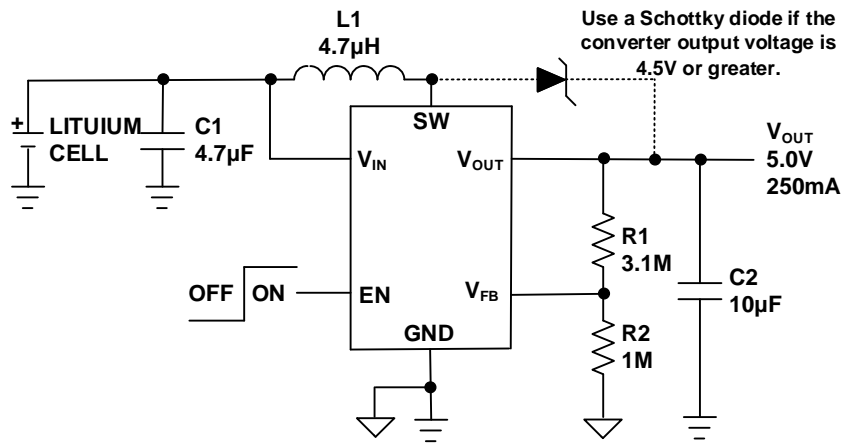 L1
4.7µH
Use a Schottky diode if the
converter output voltage is
4.5V or greater.
+ LITUIUM
CELL
C1
4.7µF
SW
VIN
VOUT
VOUT
5.0V
250mA
R1
3.1M
OFF ON
EN
VFB
C2
10µF
GND
R2
1M